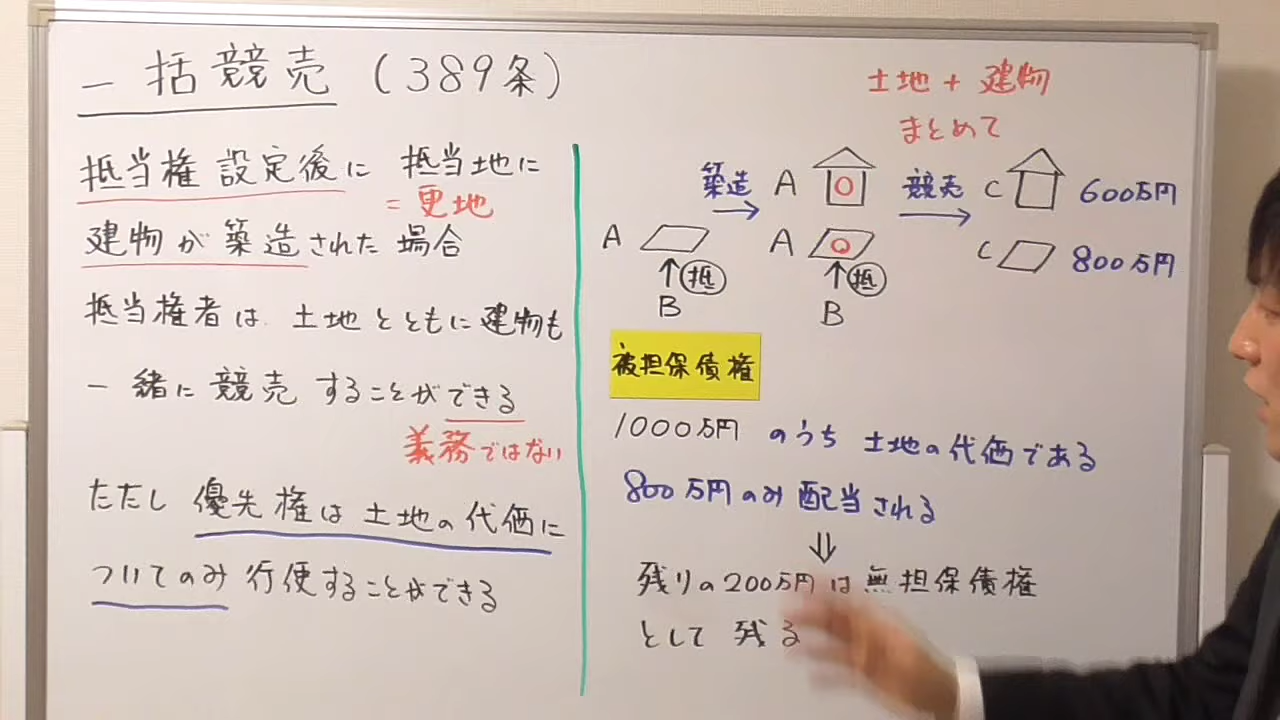 一括競売（389条）
抵当権設定後に 抵当地に
＝更地
建物が築造された場合
抵当権者は 土地とともに建物も
一緒に競売することができる
義務ではない
ただし 優先権は土地の代価に
ついてのみ 行使することができる
土地＋建物
まとめて
築造 A ○ 競売 C 600万円
A A ○ C 800万円
↑抵 ↑抵
B B
被担保債権
1000万円 のうち 土地の代価である
800万円のみ配当される
⇓
残りの200万円は無担保債権
として 残る